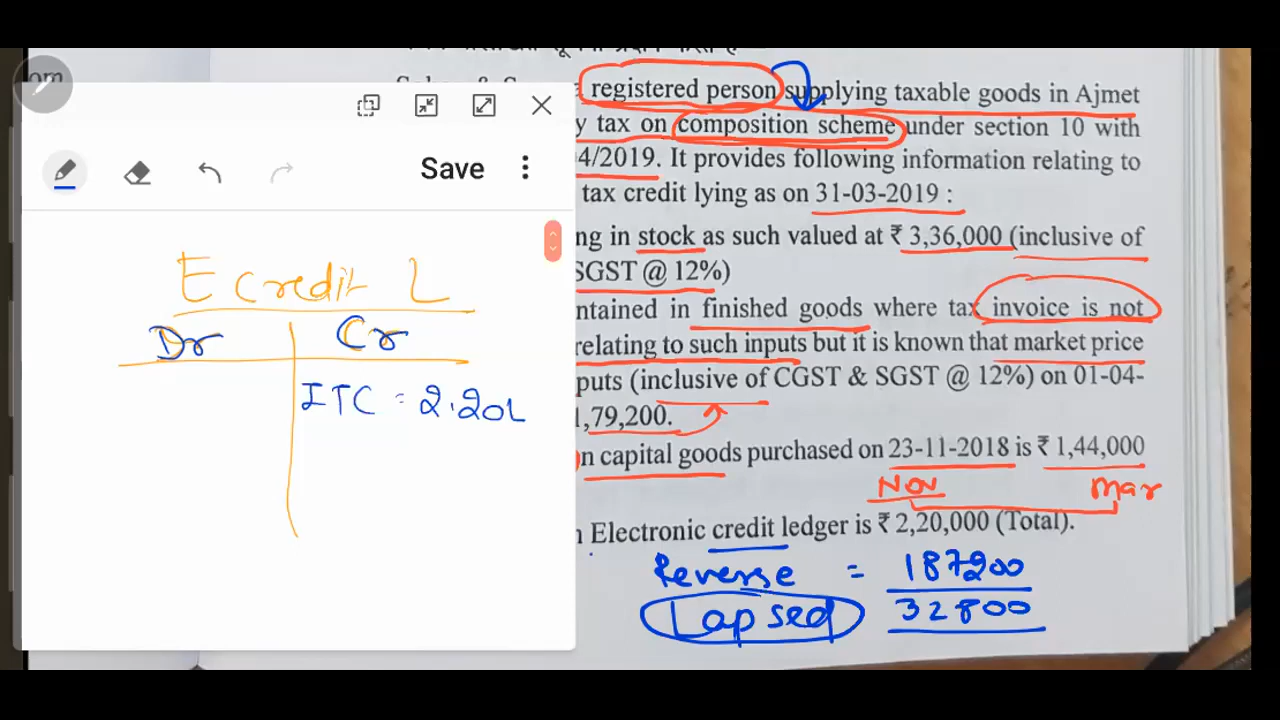 om
registered person supplying taxable goods in Ajmet
y tax on composition scheme under section 10 with
4/2019. It provides following information relating to
tax credit lying as on 31-03-2019 :
ng in stock as such valued at ₹ 3,36,000 (inclusive of
SGST @ 12%)
ntained in finished goods where tax invoice is not
relating to such inputs but it is known that market price
puts (inclusive of CGST & SGST @ 12%) on 01-04-
1,79,200.
n capital goods purchased on 23-11-2018 is ₹ 1,44,000
Nov Mar
n Electronic credit ledger is ₹ 2,20,000 (Total).
Reverse = 187200
Lapsed 32800
Save
E Credit L
Dr Cr
ITC = 2.20L